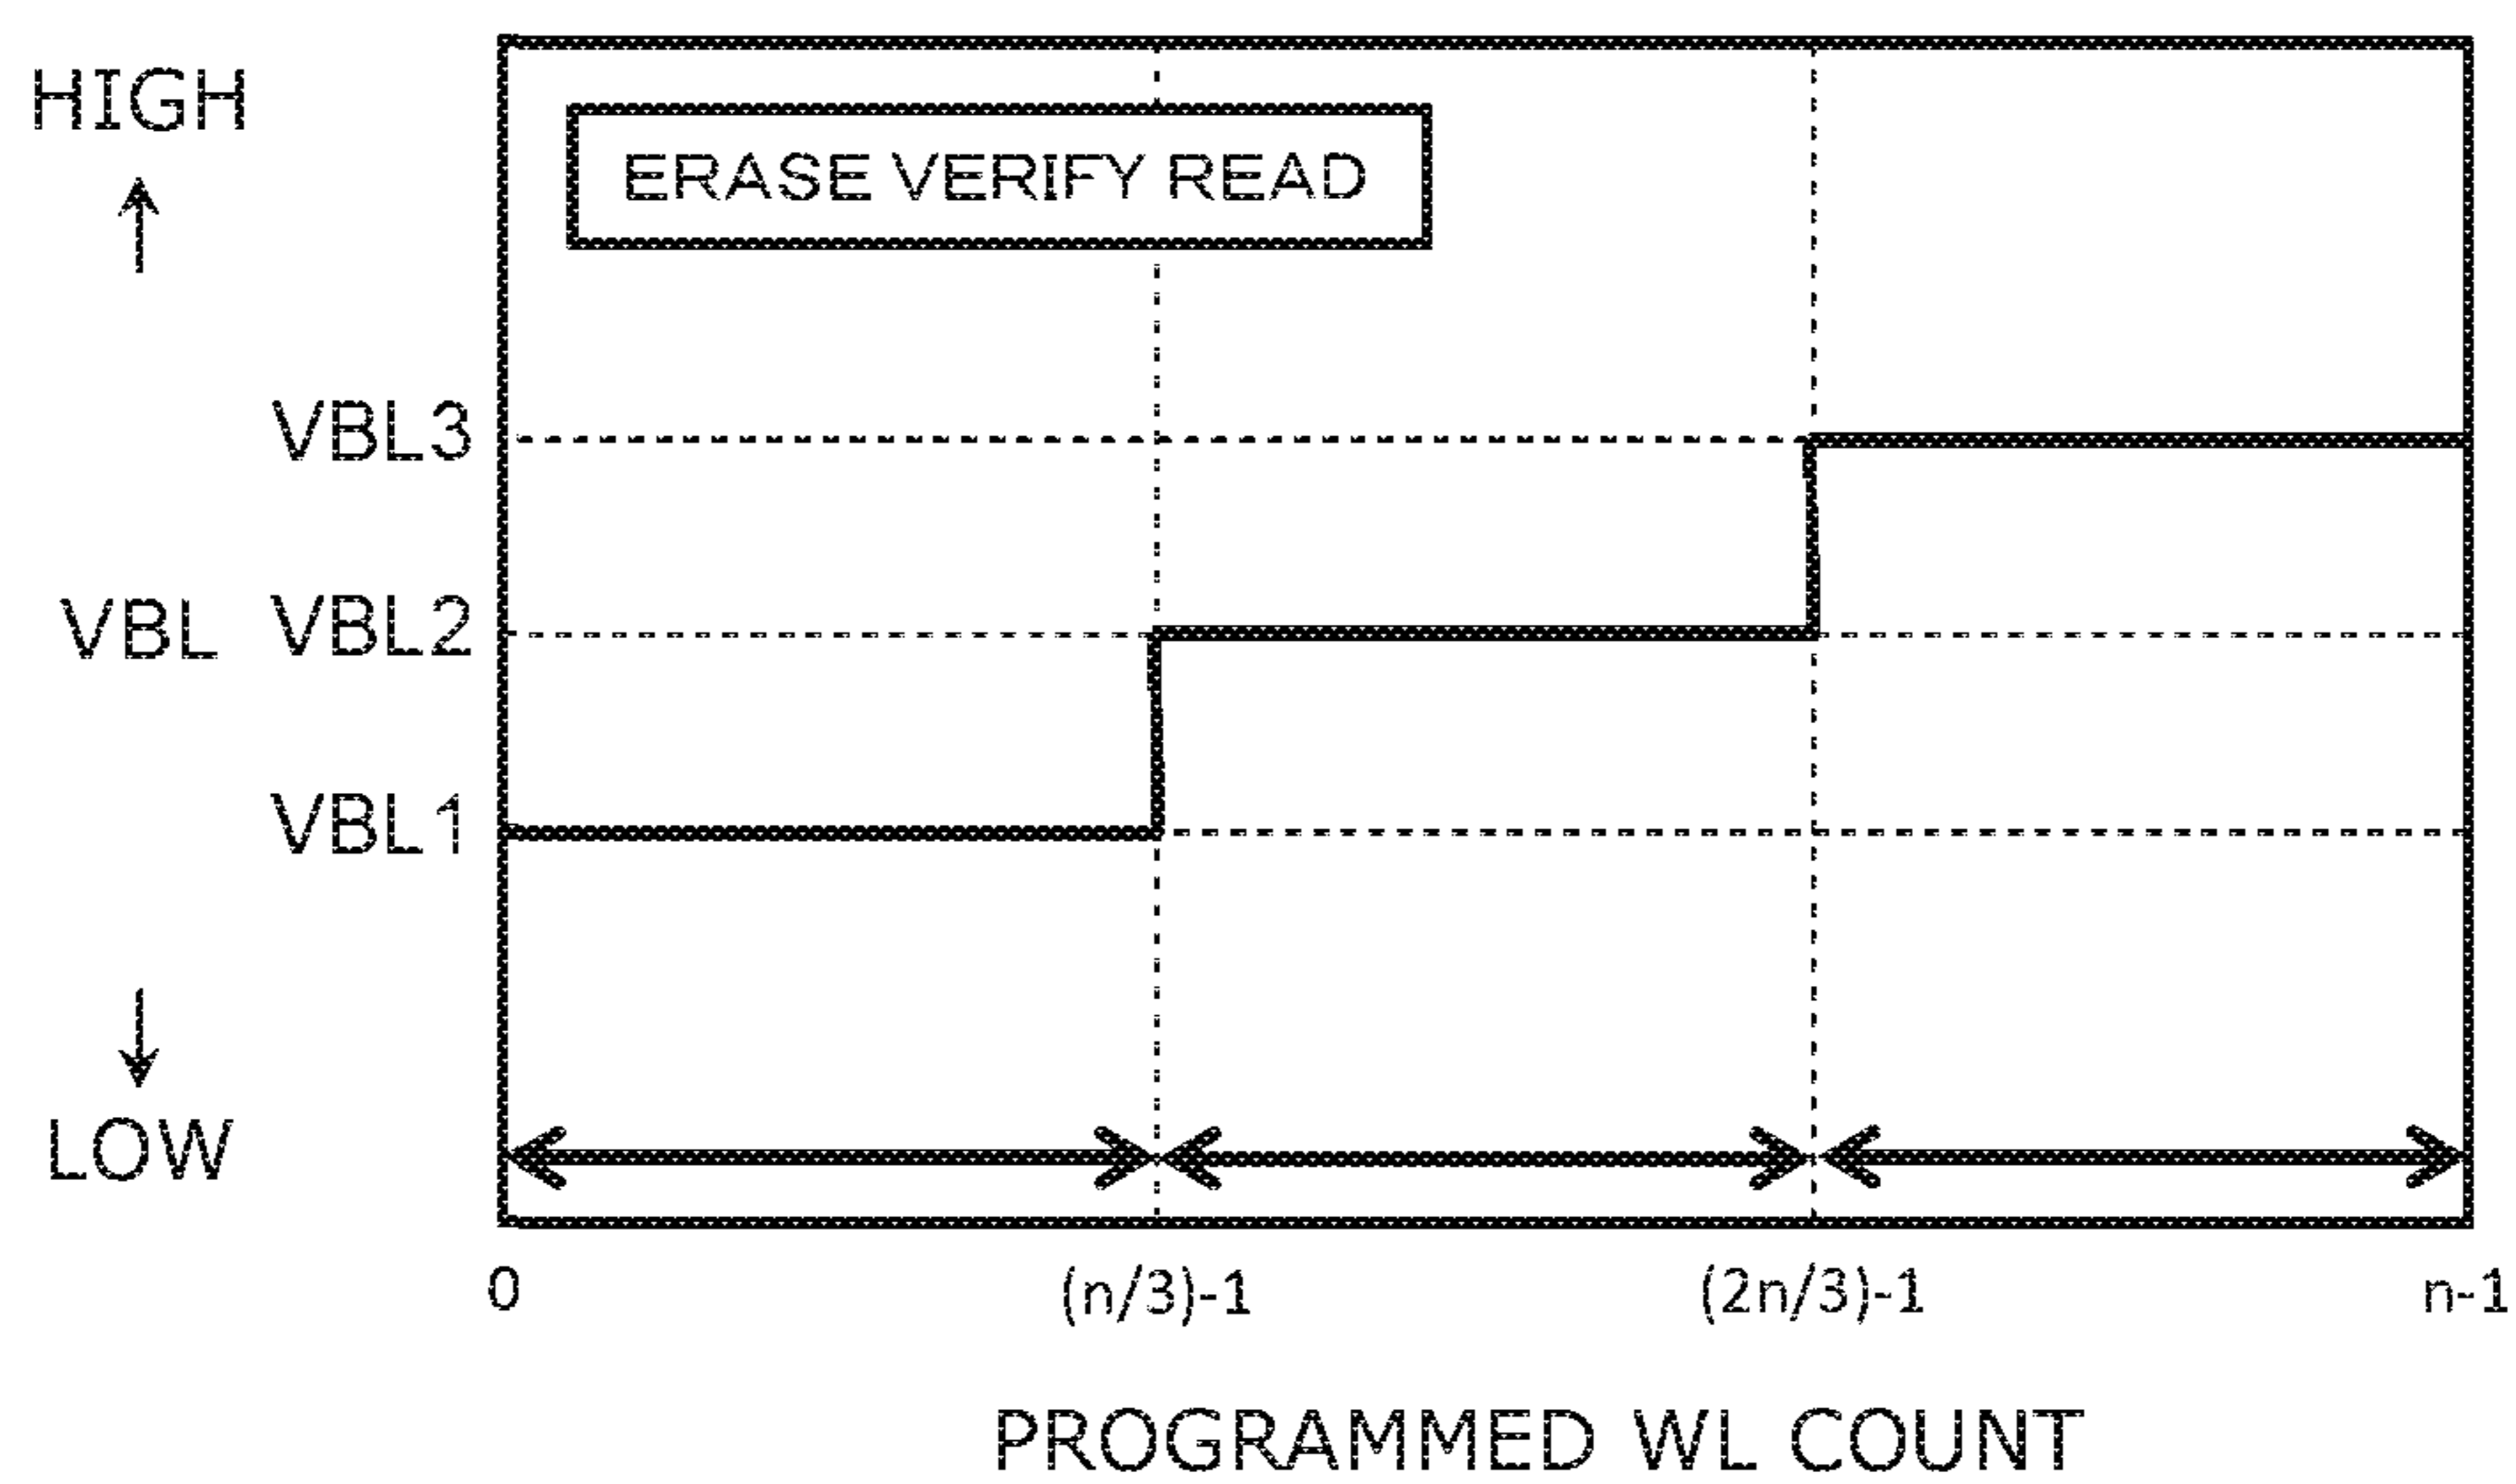 HIGH
ERASE VERIFY READ
VBL3
VBL VBL2
VBL1
LOW
0 (n/3)-1 (2n/3)-1 n-1
PROGRAMMED WL COUNT